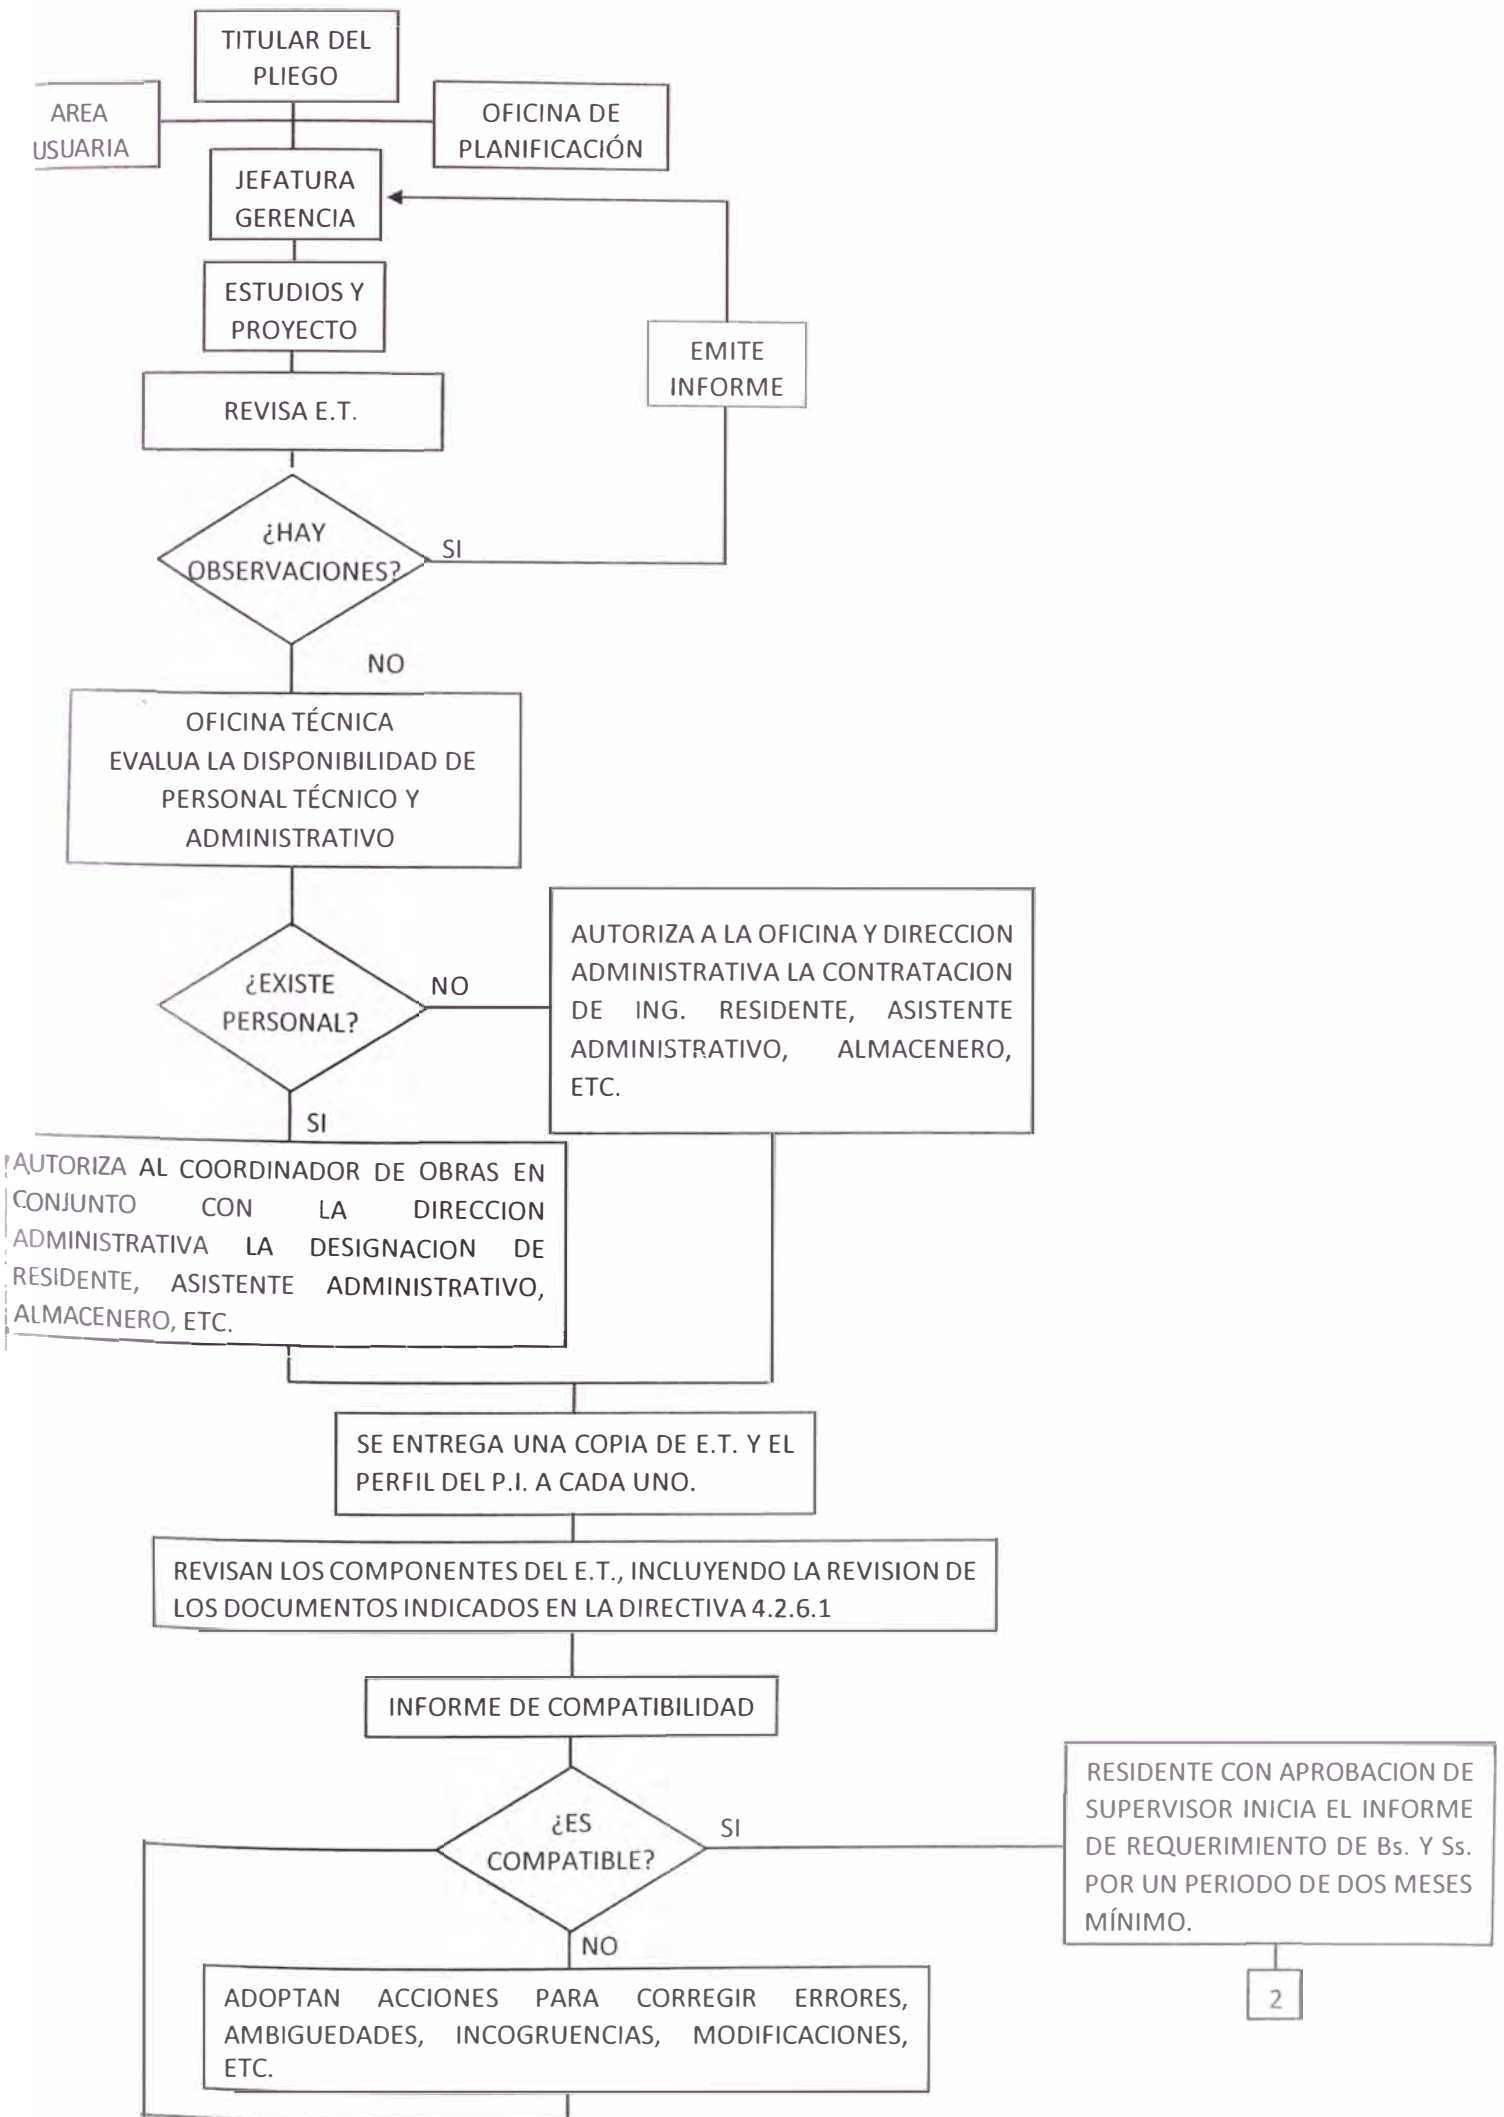 TITULAR DEL
PLIEGO
AREA
USUARIA
OFICINA DE
PLANIFICACIÓN
JEFATURA
GERENCIA
ESTUDIOS Y
PROYECTO
EMITE
INFORME
REVISA E.T.
¿HAY
OBSERVACIONES?
SI
NO
OFICINA TÉCNICA
EVALUA LA DISPONIBILIDAD DE
PERSONAL TÉCNICO Y
ADMINISTRATIVO
¿EXISTE
PERSONAL?
NO
AUTORIZA A LA OFICINA Y DIRECCION
ADMINISTRATIVA LA CONTRATACION
DE ING. RESIDENTE, ASISTENTE
ADMINISTRATIVO, ALMACENERO,
ETC.
SI
AUTORIZA AL COORDINADOR DE OBRAS EN
CONJUNTO CON LA DIRECCION
ADMINISTRATIVA LA DESIGNACION DE
RESIDENTE, ASISTENTE ADMINISTRATIVO,
ALMACENERO, ETC.
SE ENTREGA UNA COPIA DE E.T. Y EL
PERFIL DEL P.I. A CADA UNO.
REVISAN LOS COMPONENTES DEL E.T., INCLUYENDO LA REVISION DE
LOS DOCUMENTOS INDICADOS EN LA DIRECTIVA 4.2.6.1
INFORME DE COMPATIBILIDAD
¿ES
COMPATIBLE?
SI
RESIDENTE CON APROBACION DE
SUPERVISOR INICIA EL INFORME
DE REQUERIMIENTO DE Bs. Y Ss.
POR UN PERIODO DE DOS MESES
MÍNIMO.
2
NO
ADOPTAN ACCIONES PARA CORREGIR ERRORES,
AMBIGUEDADES, INCOGRUENCIAS, MODIFICACIONES,
ETC.